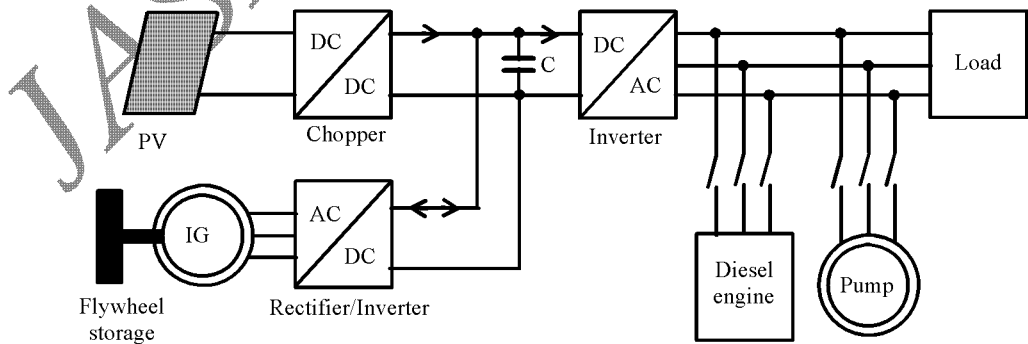 DC
DC
C
DC
AC
Load
PV
Chopper
Inverter
IG
AC
DC
Flywheel
storage
Rectifier/Inverter
Diesel
engine
Pump